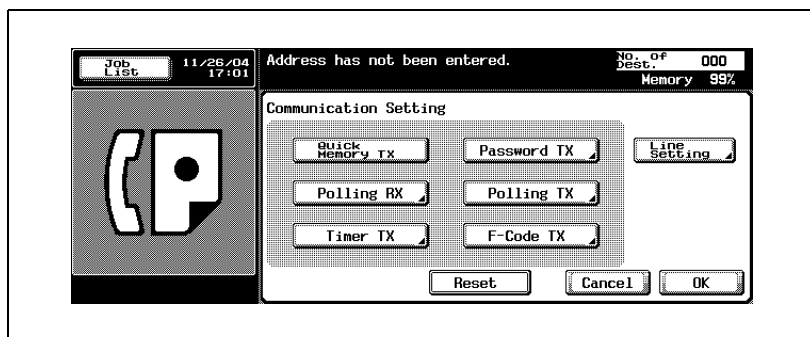 Job
List
11/26/04
17:01
Address has not been entered.
No. of
Dest.
000
Memory 99%
Communication Setting
Quick
Memory TX
Password TX
Line
Setting
Polling RX
Polling TX
Timer TX
F-Code TX
Reset
Cancel
OK